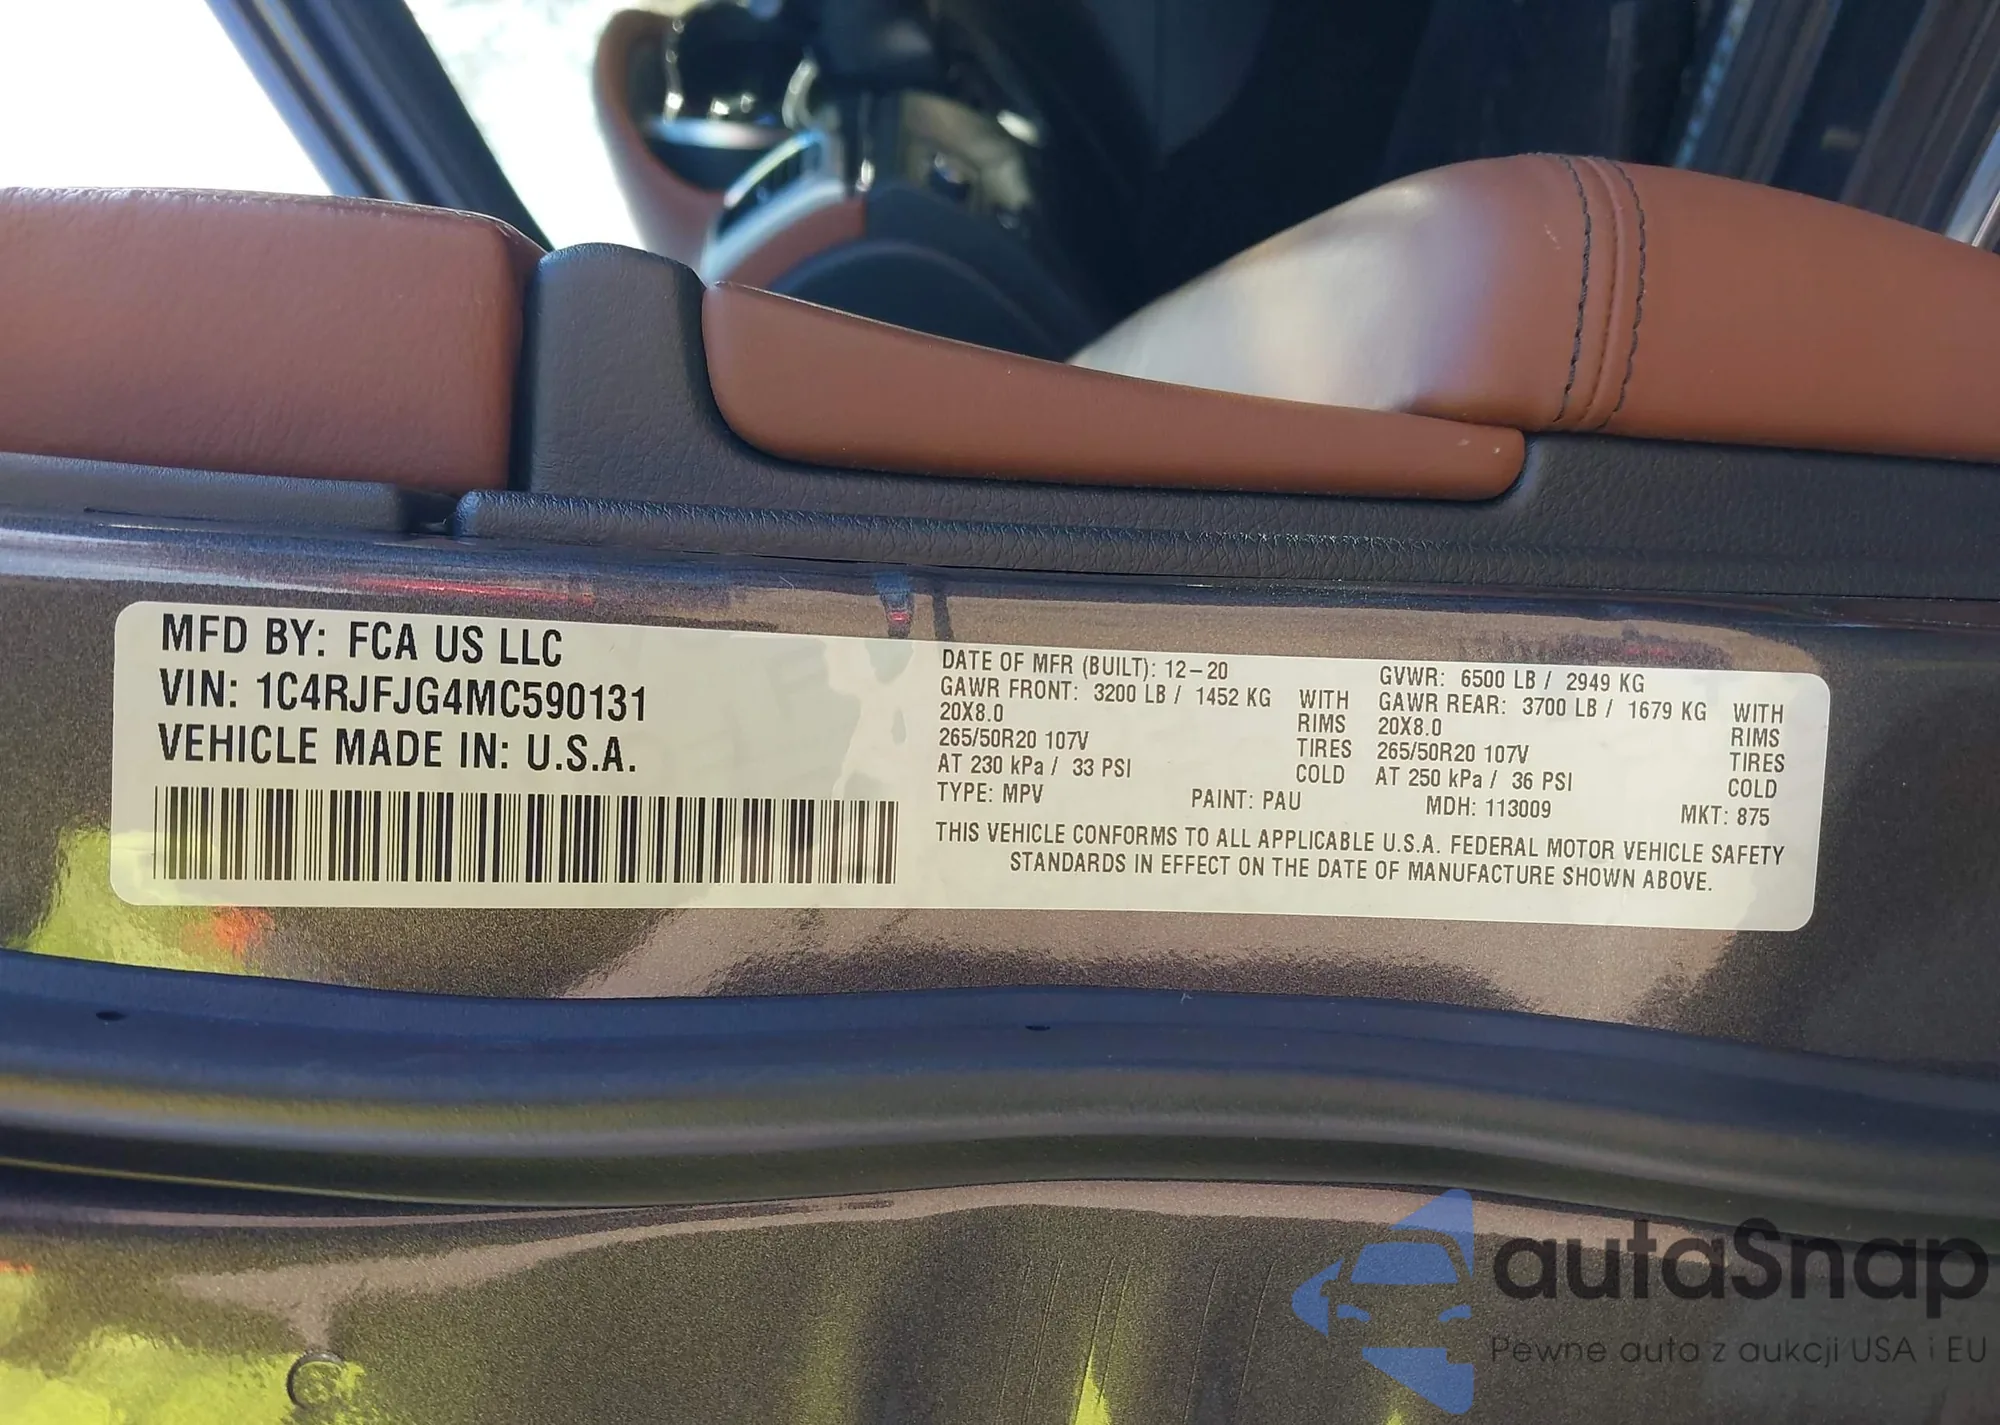 MFD BY: FCA US LLC
VIN: 1C4RJFJG4MC590131
VEHICLE MADE IN: U.S.A.
DATE OF MFR (BUILT): 12-20
GVWR: 6500 LB / 2949 KG
GAWR FRONT: 3200 LB / 1452 KG WITH
20X8.0 RIMS
265/50R20 107V TIRES
AT 230 kPa / 33 PSI COLD
GAWR REAR: 3700 LB / 1679 KG WITH
20X8.0 RIMS
265/50R20 107V TIRES
AT 250 kPa / 36 PSI COLD
TYPE: MPV PAINT: PAU MDH: 113009 MKT: 875
THIS VEHICLE CONFORMS TO ALL APPLICABLE U.S.A. FEDERAL MOTOR VEHICLE SAFETY
STANDARDS IN EFFECT ON THE DATE OF MANUFACTURE SHOWN ABOVE.
autaSnap
Pewne auta z aukcji USA i EU